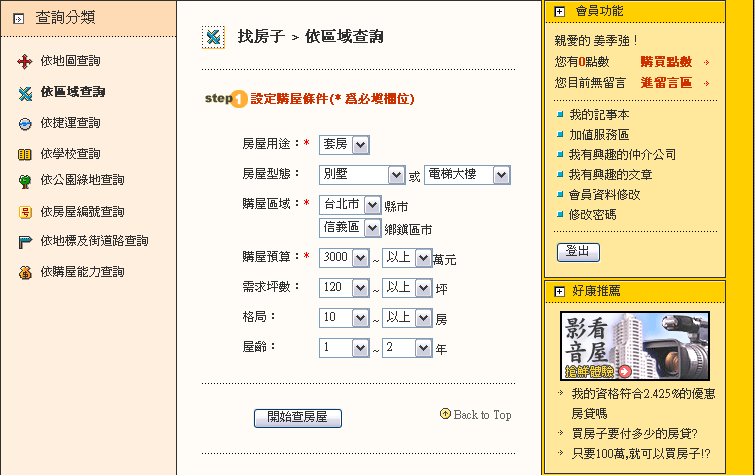 查詢分類
依地圖查詢
依區域查詢
依捷運查詢
依學校查詢
依公園綠地查詢
依房屋編號查詢
依地標及街道路查詢
依購屋能力查詢
找房子 > 依區域查詢
step1 設定購屋條件(* 為必填欄位)
房屋用途：* 套房
房屋型態： 別墅 或 電梯大樓
購屋區域：* 台北市 縣市
信義區 鄉鎮區市
購屋預算：* 3000 ~ 以上 萬元
需求坪數： 120 ~ 以上 坪
格局： 10 ~ 以上 房
屋齡： 1 ~ 2 年
開始查房屋
Back to Top
會員功能
親愛的 姜季強！
您有0點數 購買點數
您目前無留言 進留言區
我的記事本
加值服務區
我有興趣的仲介公司
我有興趣的文章
會員資料修改
修改密碼
登出
好康推薦
影看
音屋
搶鮮體驗
我的資格符合2.425%的優惠
房貸嗎
買房子要付多少的房貸?
只要100萬,就可以買房子!?